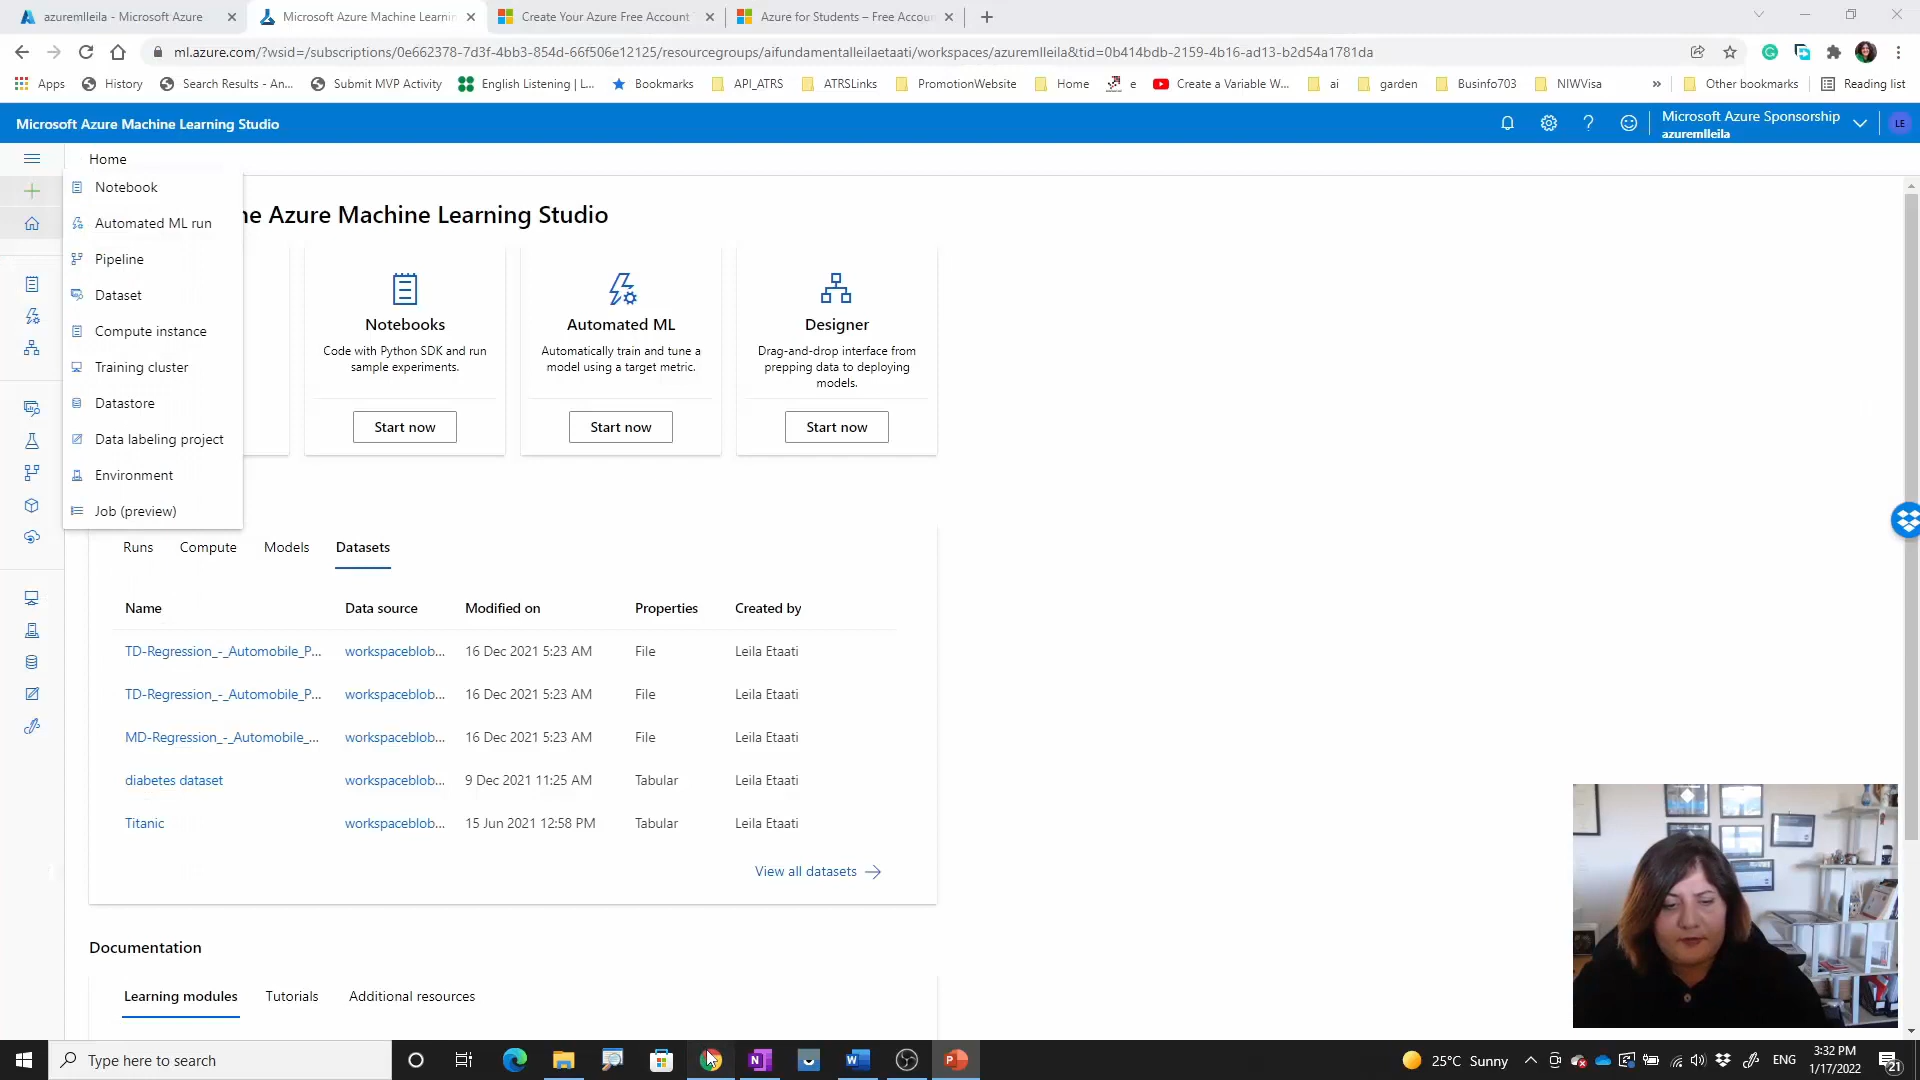 azuremlleila - Microsoft Azure
Microsoft Azure Machine Learnin
Create Your Azure Free Account
Azure for Students – Free Accoun
ml.azure.com/?wsid=/subscriptions/0e662378-7d3f-4bb3-854d-66f506e12125/resourcegroups/aifundamentalleilaetaati/workspaces/azuremlleila&tid=0b414bdb-2159-4b16-ad13-b2d54a1781da
Apps
History
Search Results - An...
Submit MVP Activity
English Listening | L...
Bookmarks
API_ATRS
ATRSLinks
PromotionWebsite
Home
e
Create a Variable W...
ai
garden
Businfo703
NIWVisa
»
Other bookmarks
Reading list
Microsoft Azure Machine Learning Studio
Microsoft Azure Sponsorship
azuremlleila
LE
Home
Notebook
Automated ML run
Pipeline
Dataset
Compute instance
Training cluster
Datastore
Data labeling project
Environment
Job (preview)
he Azure Machine Learning Studio
Notebooks
Code with Python SDK and run
sample experiments.
Start now
Automated ML
Automatically train and tune a
model using a target metric.
Start now
Designer
Drag-and-drop interface from
prepping data to deploying
models.
Start now
Runs Compute Models Datasets
Name Data source Modified on Properties Created by
TD-Regression_-_Automobile_P... workspaceblob... 16 Dec 2021 5:23 AM File Leila Etaati
TD-Regression_-_Automobile_P... workspaceblob... 16 Dec 2021 5:23 AM File Leila Etaati
MD-Regression_-_Automobile_... workspaceblob... 16 Dec 2021 5:23 AM File Leila Etaati
diabetes dataset workspaceblob... 9 Dec 2021 11:25 AM Tabular Leila Etaati
Titanic workspaceblob... 15 Jun 2021 12:58 PM Tabular Leila Etaati
View all datasets
Documentation
Learning modules Tutorials Additional resources
Type here to search
25°C Sunny
ENG
3:32 PM
1/17/2022
21